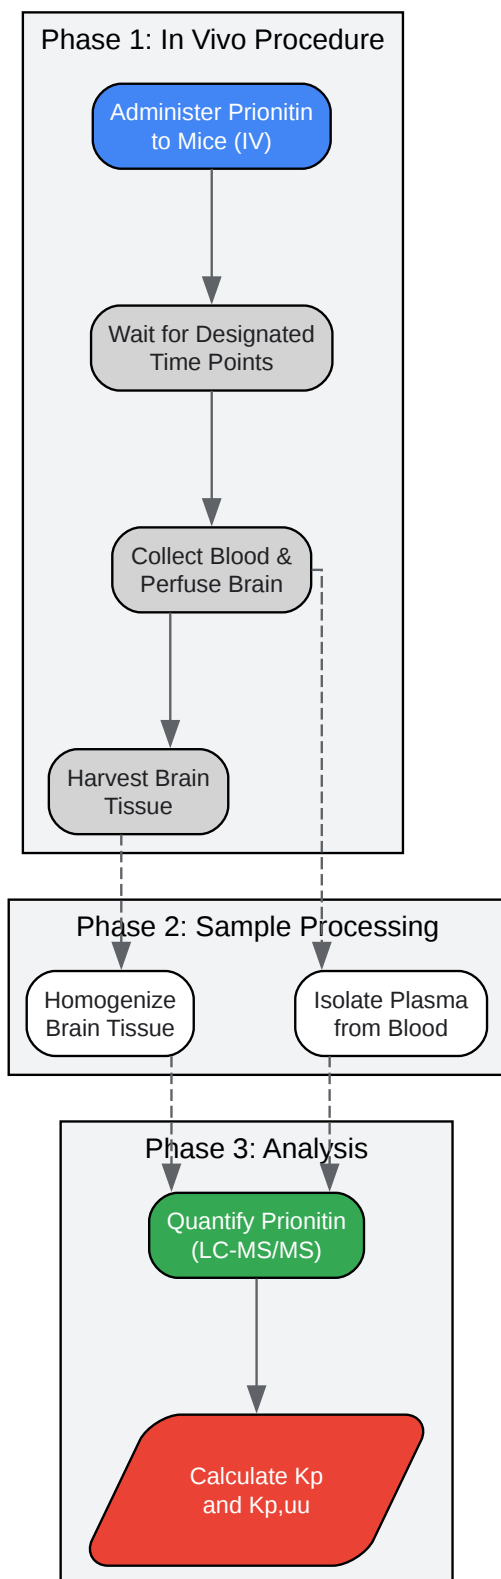 Phase 1: In Vivo Procedure
Administer Prionitin
to Mice (IV)
Wait for Designated
Time Points
Collect Blood &
Perfuse Brain
Harvest Brain
Tissue
Phase 2: Sample Processing
Homogenize
Brain Tissue
Isolate Plasma
from Blood
Phase 3: Analysis
Quantify Prionitin
(LC-MS/MS)
Calculate Kp
and Kp,uu